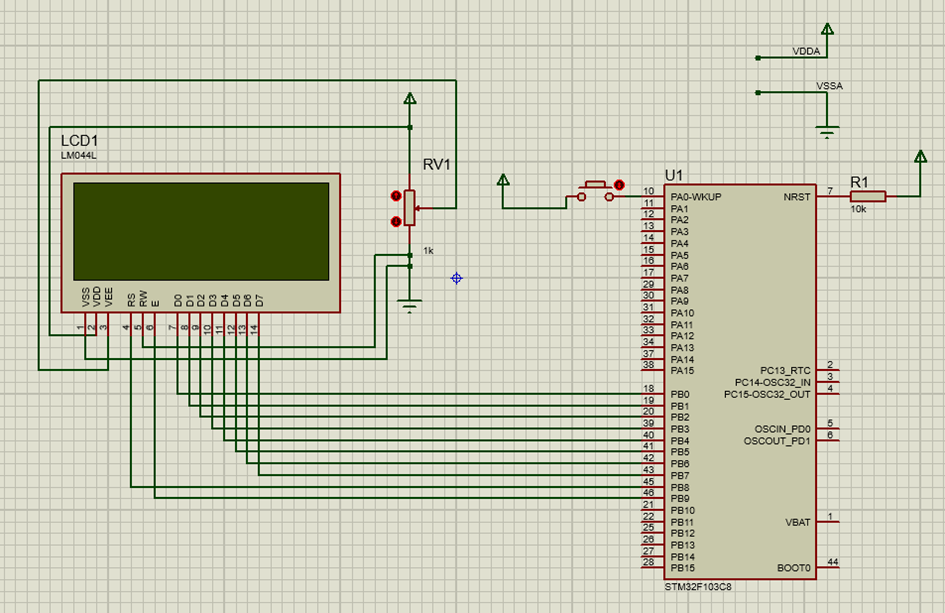 VDDA
VSSA
LCD1
LM044L
RV1
1k
VSS
VDD
VEE
RS
RW
E
D0
D1
D2
D3
D4
D5
D6
D7
1
2
3
4
5
6
7
8
9
10
11
12
13
14
U1
R1
10k
10 PA0-WKUP NRST 7
11 PA1
12 PA2
13 PA3
14 PA4
15 PA5
16 PA6
17 PA7
29 PA8
30 PA9
31 PA10
32 PA11
33 PA12
34 PA13
37 PA14
38 PA15 PC13_RTC 2
PC14-OSC32_IN 3
18 PB0 PC15-OSC32_OUT 4
19 PB1
20 PB2
39 PB3 OSCIN_PD0 5
40 PB4 OSCOUT_PD1 6
41 PB5
42 PB6
43 PB7
45 PB8
46 PB9
21 PB10
22 PB11 VBAT 1
25 PB12
26 PB13
27 PB14
28 PB15 BOOT0 44
STM32F103C8